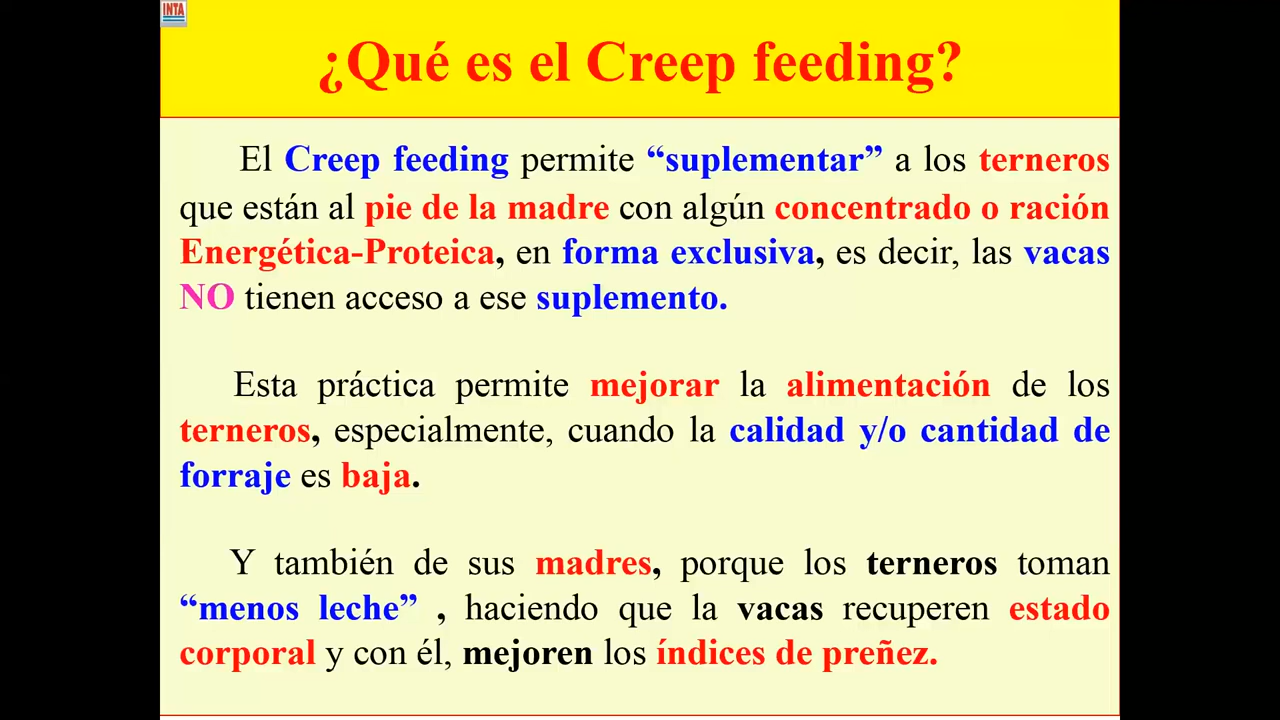 INTA
¿Qué es el Creep feeding?
El Creep feeding permite “suplementar” a los terneros
que están al pie de la madre con algún concentrado o ración
Energética-Proteica, en forma exclusiva, es decir, las vacas
NO tienen acceso a ese suplemento.
Esta práctica permite mejorar la alimentación de los
terneros, especialmente, cuando la calidad y/o cantidad de
forraje es baja.
Y también de sus madres, porque los terneros toman
“menos leche” , haciendo que la vacas recuperen estado
corporal y con él, mejoren los índices de preñez.